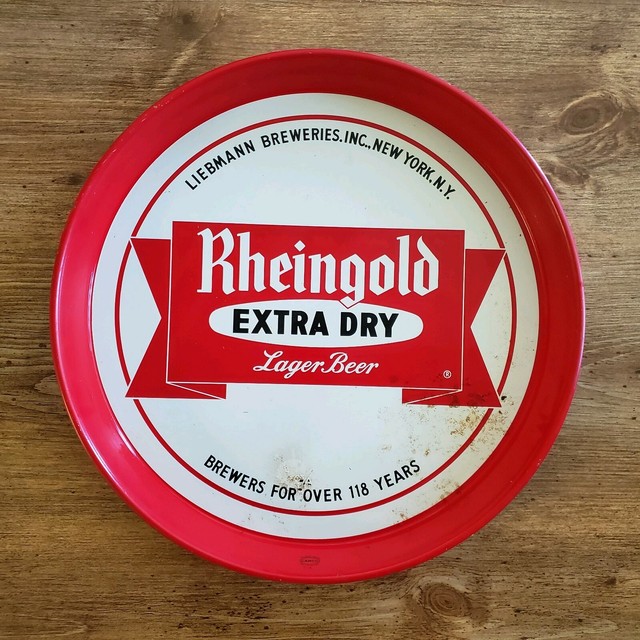 LIEBMANN BREWERIES.INC., NEW YORK.N.Y.
Rheingold
EXTRA DRY
Lager Beer
®
BREWERS FOR OVER 118 YEARS